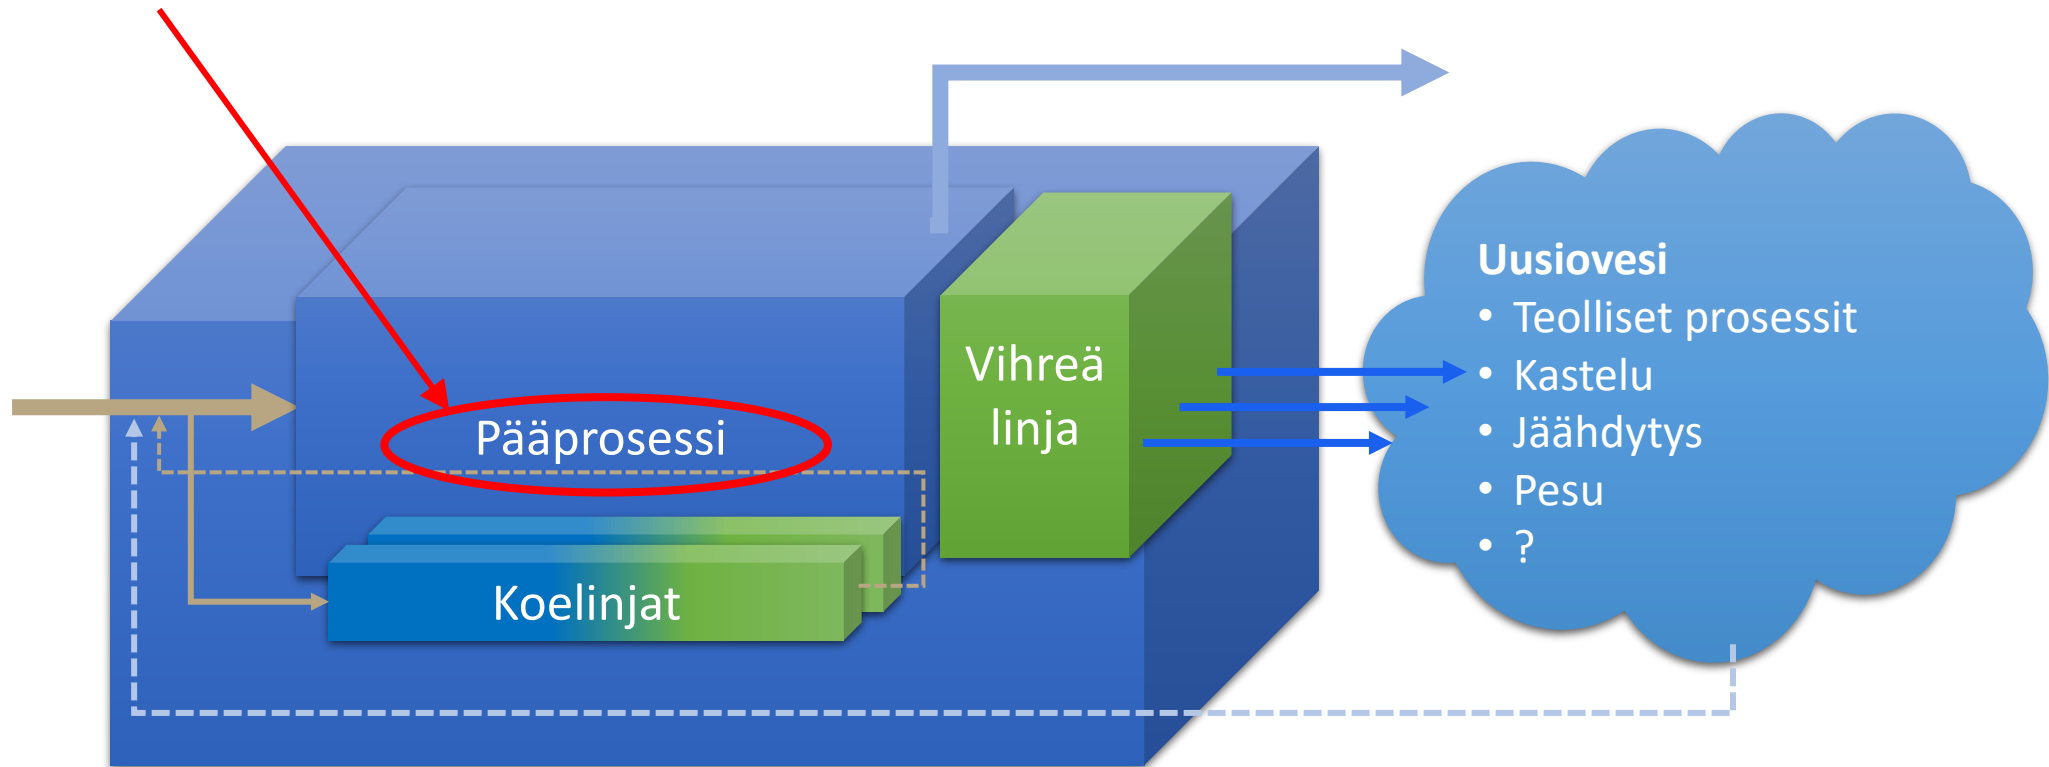 Pääprosessi
Koelinjat
Vihreä
linja
Uusiovesi
• Teolliset prosessit
• Kastelu
• Jäähdytys
• Pesu
• ?